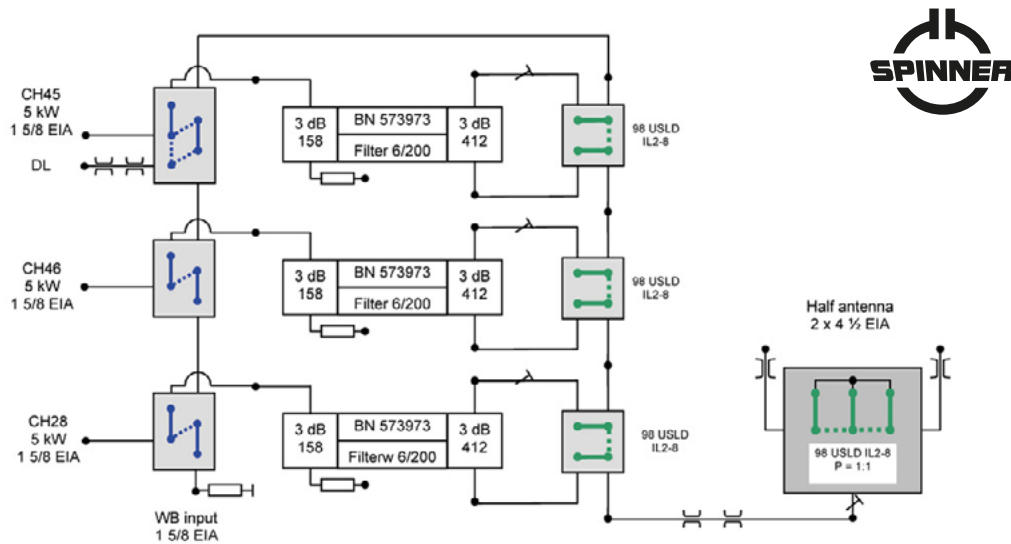 SPINNER
CH45
5 kW
1 5/8 EIA
DL
3 dB
158
BN 573973
Filter 6/200
3 dB
412
98 USLD
IL2-8
CH46
5 kW
1 5/8 EIA
3 dB
158
BN 573973
Filter 6/200
3 dB
412
98 USLD
IL2-8
Half antenna
2 x 4 ½ EIA
CH28
5 kW
1 5/8 EIA
3 dB
158
BN 573973
Filterw 6/200
3 dB
412
98 USLD
IL2-8
98 USLD IL2-8
P = 1:1
WB input
1 5/8 EIA